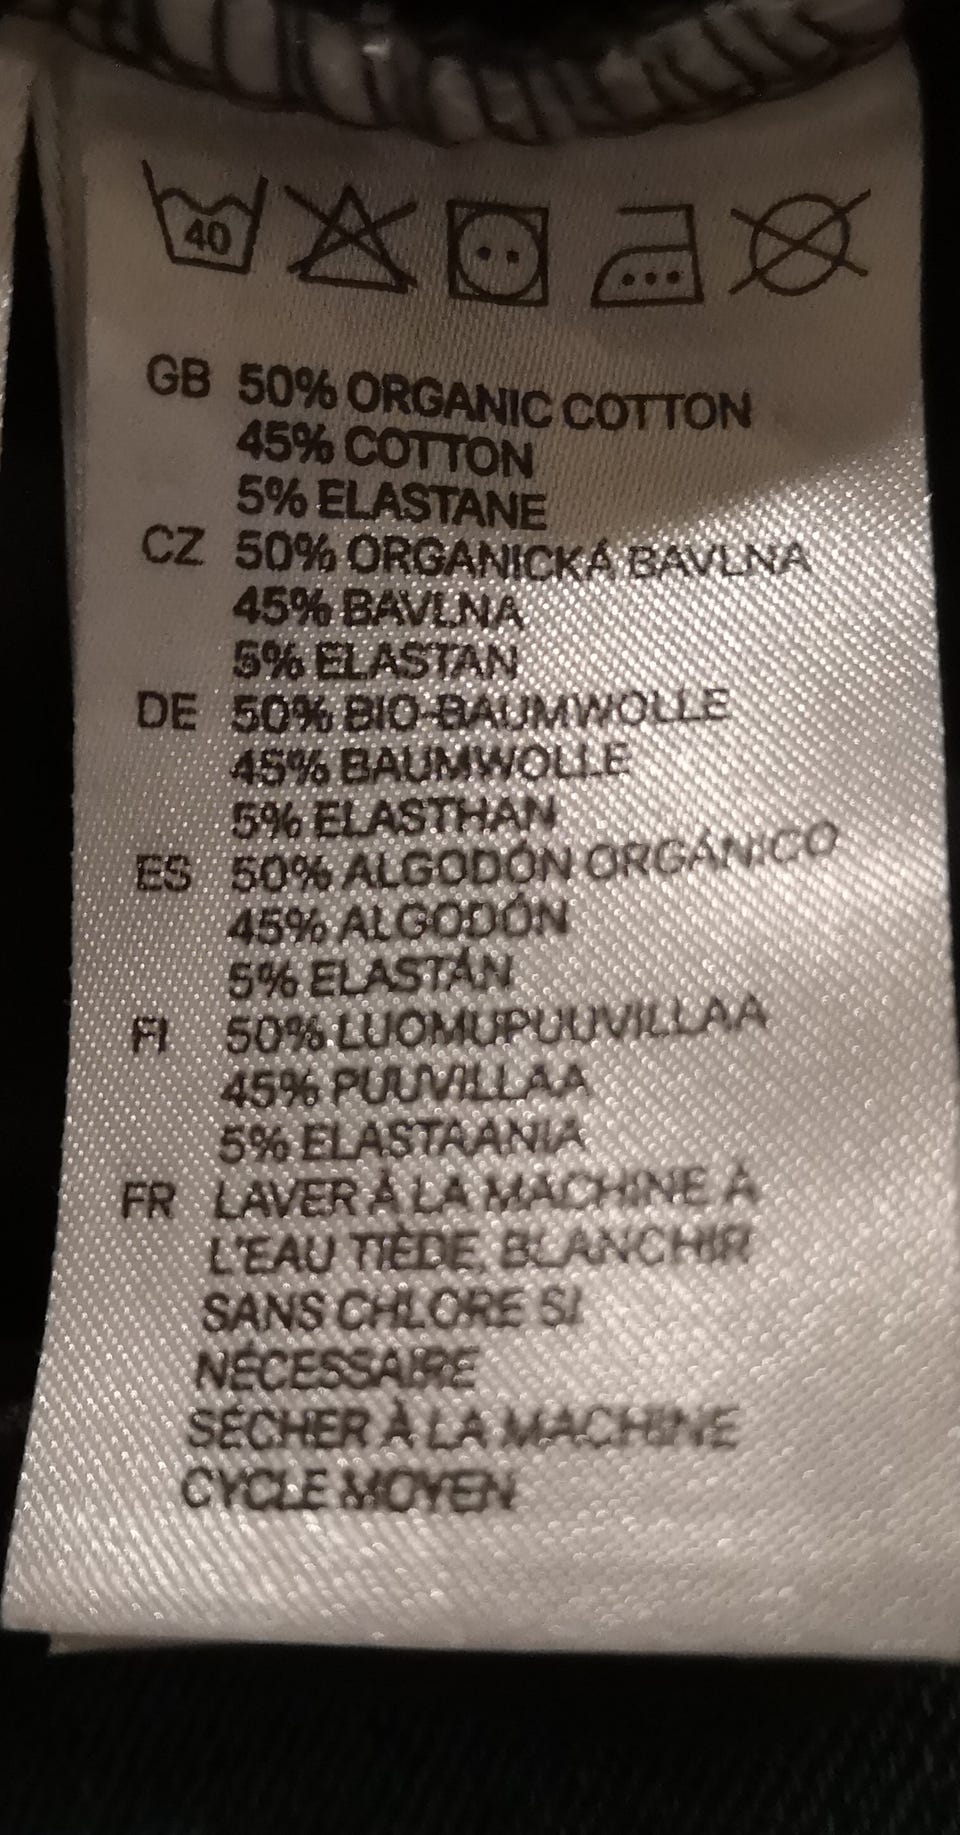 40
GB 50% ORGANIC COTTON
45% COTTON
5% ELASTANE
CZ 50% ORGANICKÁ BAVLNA
45% BAVLNA
5% ELASTAN
DE 50% BIO-BAUMWOLLE
45% BAUMWOLLE
5% ELASTHAN
ES 50% ALGODÓN ORGÁNICO
45% ALGODÓN
5% ELASTÁN
FI 50% LUOMUPUUVILLAA
45% PUUVILLAA
5% ELASTAANIA
FR LAVER À LA MACHINE À
L'EAU TIÈDE, BLANCHIR
SANS CHLORE SI
NÉCESSAIRE
SÉCHER À LA MACHINE
CYCLE MOYEN